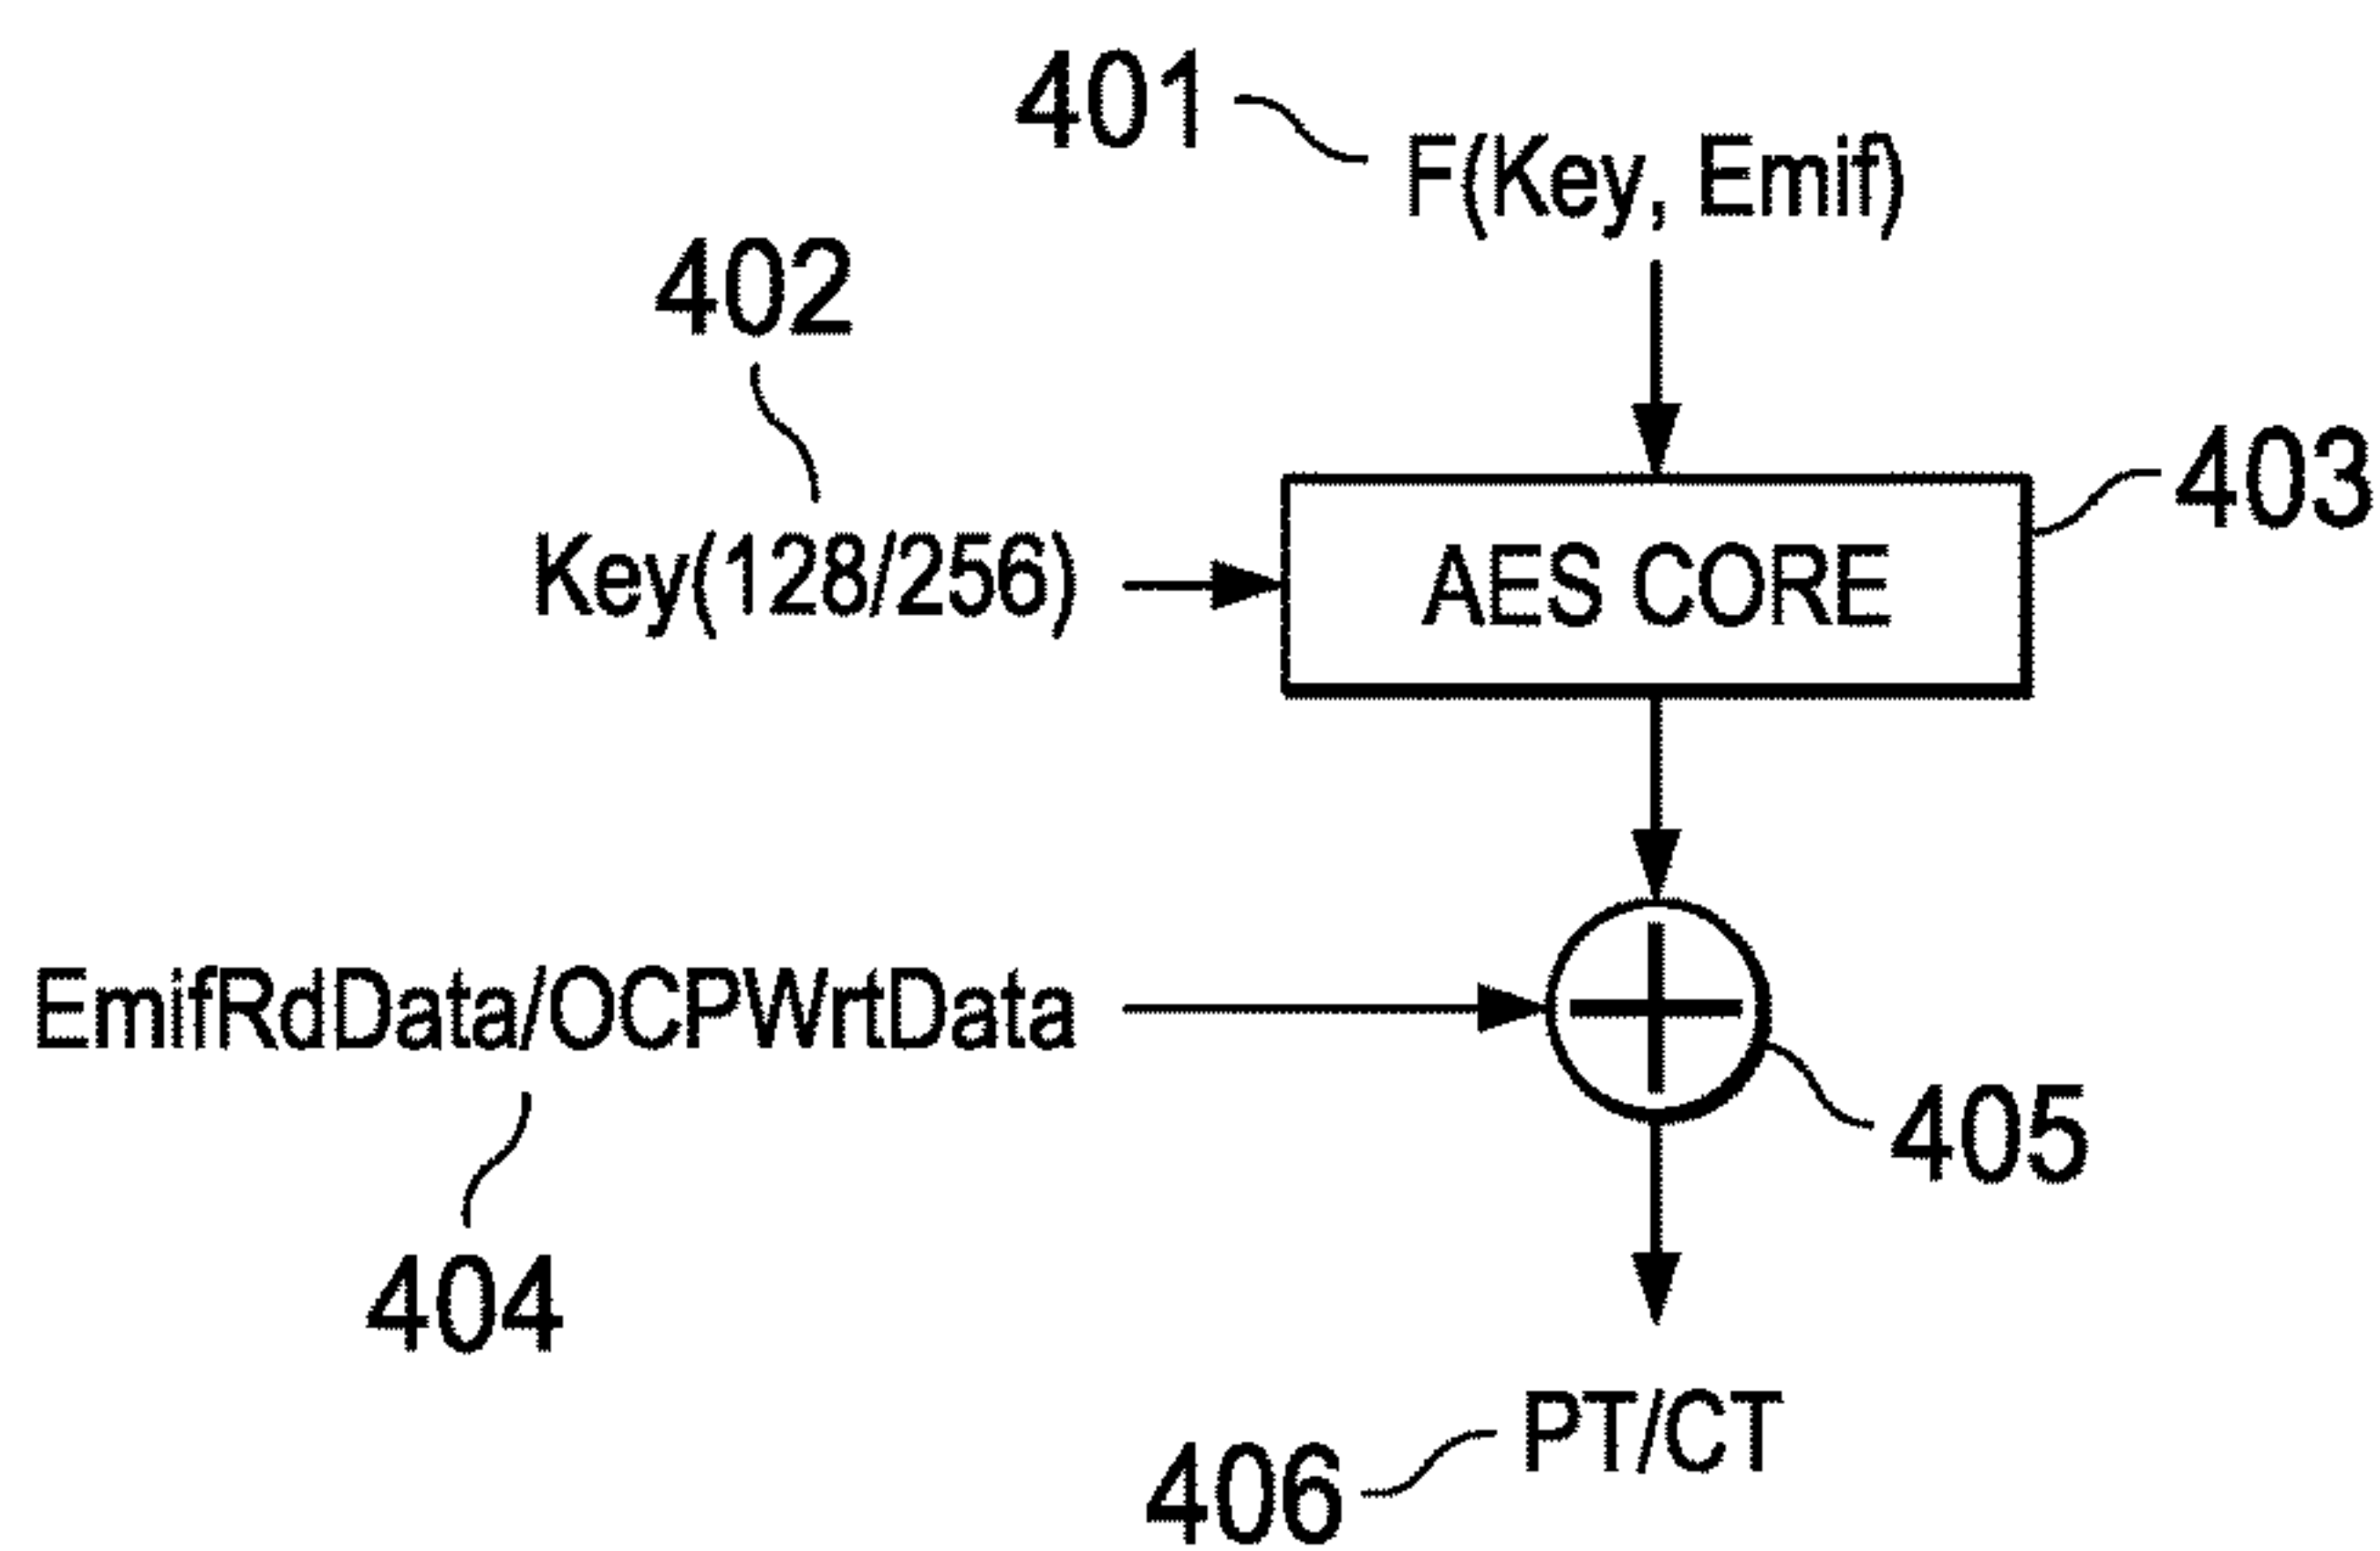 401
F(Key, Emif)
402
403
Key(128/256)
AES CORE
EmifRdData/OCPWrtData
405
404
PT/CT
406